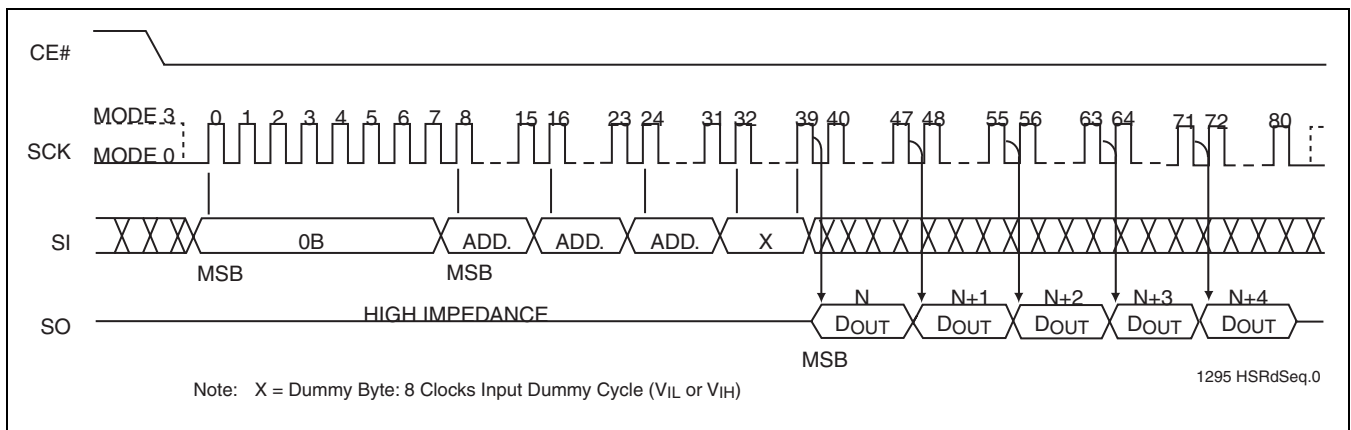 CE#
MODE 3 0 1 2 3 4 5 6 7 8 15 16 23 24 31 32 39 40 47 48 55 56 63 64 71 72 80
SCK MODE 0
SI 0B ADD. ADD. ADD. X
MSB MSB
HIGH IMPEDANCE N N+1 N+2 N+3 N+4
SO DOUT DOUT DOUT DOUT DOUT
MSB
1295 HSRdSeq.0
Note: X = Dummy Byte: 8 Clocks Input Dummy Cycle (VIL or VIH)